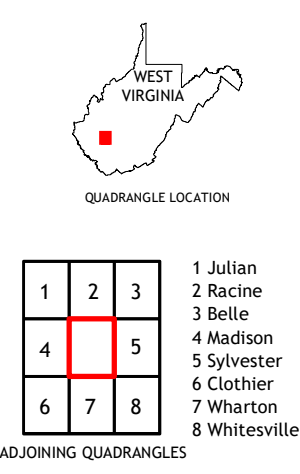 WEST
VIRGINIA
QUADRANGLE LOCATION
1 2 3
4 5
6 7 8
1 Julian
2 Racine
3 Belle
4 Madison
5 Sylvester
6 Clothier
7 Wharton
8 Whitesville
ADJOINING QUADRANGLES